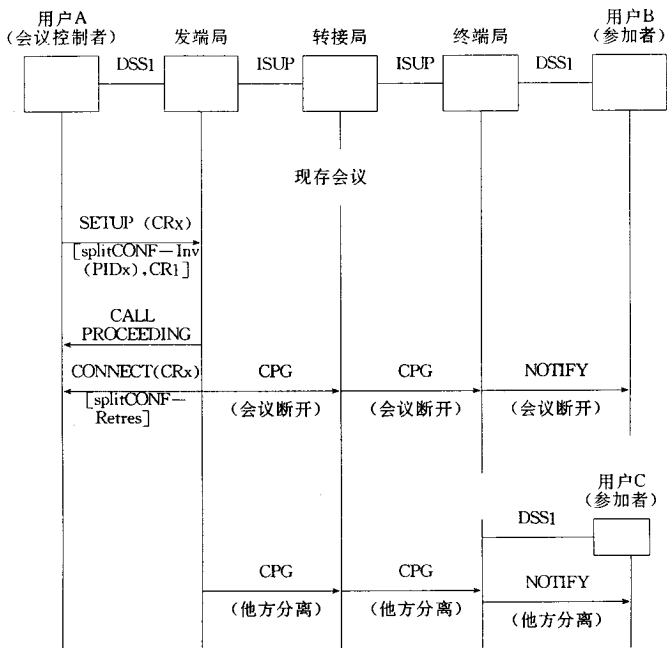 用户A
(会议控制者)
发端局
转接局
终端局
用户B
(参加者)
DSS1
ISUP
ISUP
DSS1
现存会议
SETUP (CRx)
[splitCONF－Inv
(PIDx),CR1]
CALL
PROCEEDING
CONNECT(CRx)
[splitCONF－
Retres]
CPG
(会议断开)
CPG
(会议断开)
NOTIFY
(会议断开)
用户C
(参加者)
DSS1
CPG
(他方分离)
CPG
(他方分离)
NOTIFY
(他方分离)